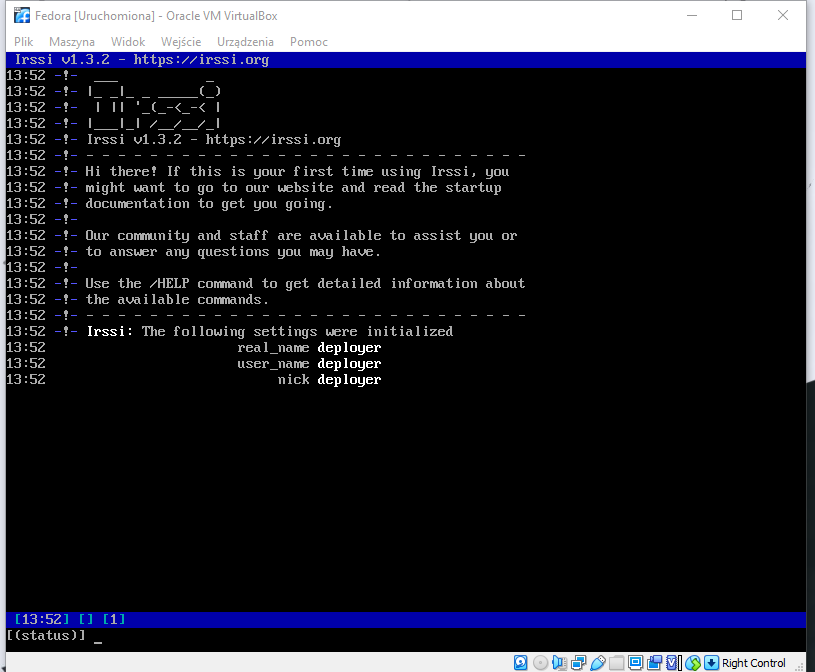 Fedora [Uruchomiona] - Oracle VM VirtualBox
Plik Maszyna Widok Wejście Urządzenia Pomoc
Irssi v1.3.2 - https://irssi.org
13:52 -!-  ___           _
13:52 -!- |_ _|_ _ _____(_)
13:52 -!-  | || '_(_-<_-< |
13:52 -!- |___|_| /__/__/_|
13:52 -!- Irssi v1.3.2 - https://irssi.org
13:52 -!- - - - - - - - - - - - - - - - - - - - - - - - - - - - -
13:52 -!- Hi there! If this is your first time using Irssi, you
13:52 -!- might want to go to our website and read the startup
13:52 -!- documentation to get you going.
13:52 -!-
13:52 -!- Our community and staff are available to assist you or
13:52 -!- to answer any questions you may have.
13:52 -!-
13:52 -!- Use the /HELP command to get detailed information about
13:52 -!- the available commands.
13:52 -!- - - - - - - - - - - - - - - - - - - - - - - - - - - - -
13:52 -!- Irssi: The following settings were initialized
13:52 real_name deployer
13:52 user_name deployer
13:52 nick deployer
[13:52] [] [1]
[(status)] _
Right Control